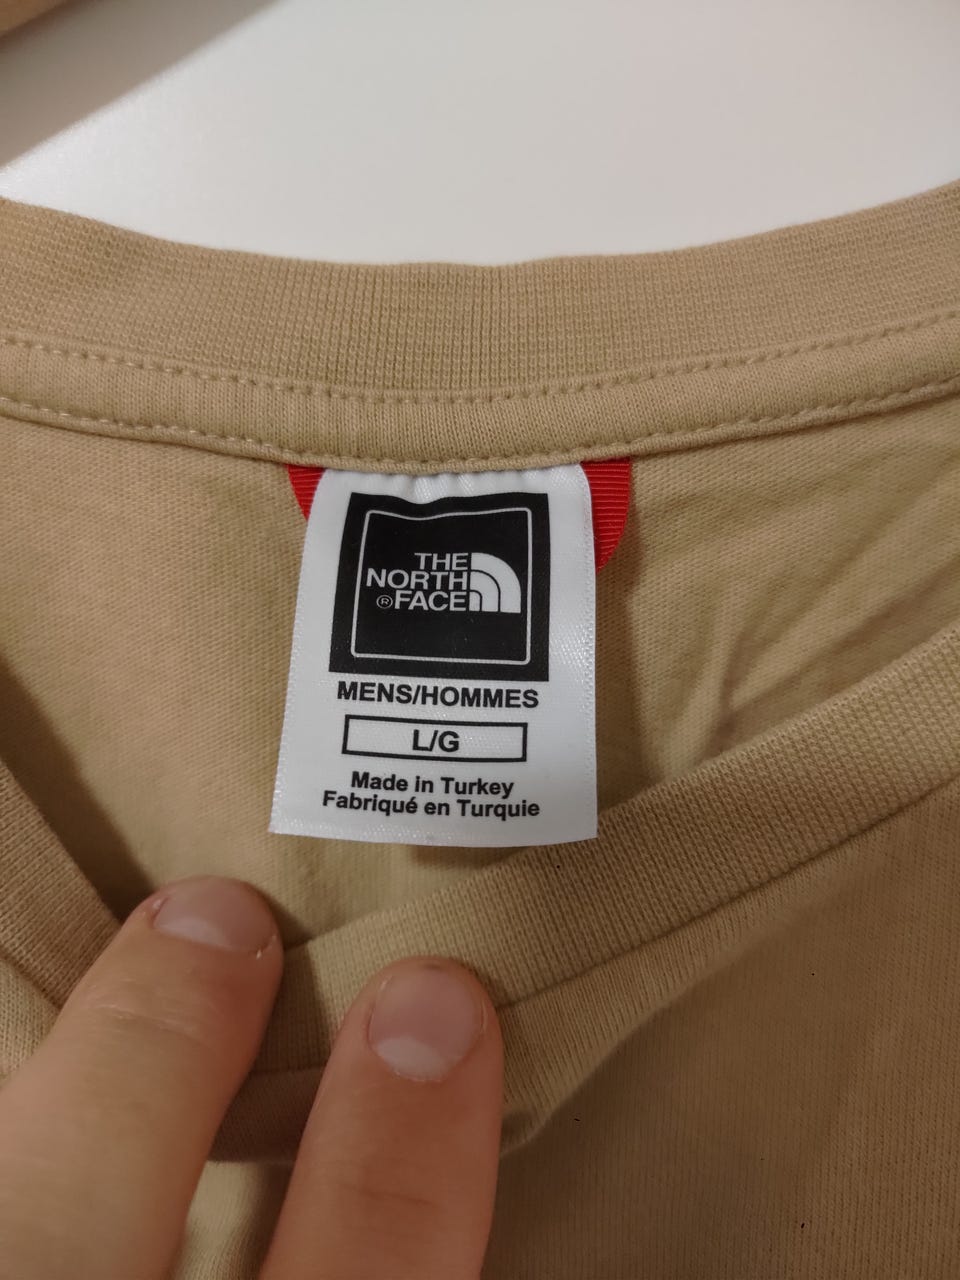 THE
NORTH
®FACE
MENS/HOMMES
L/G
Made in Turkey
Fabriqué en Turquie